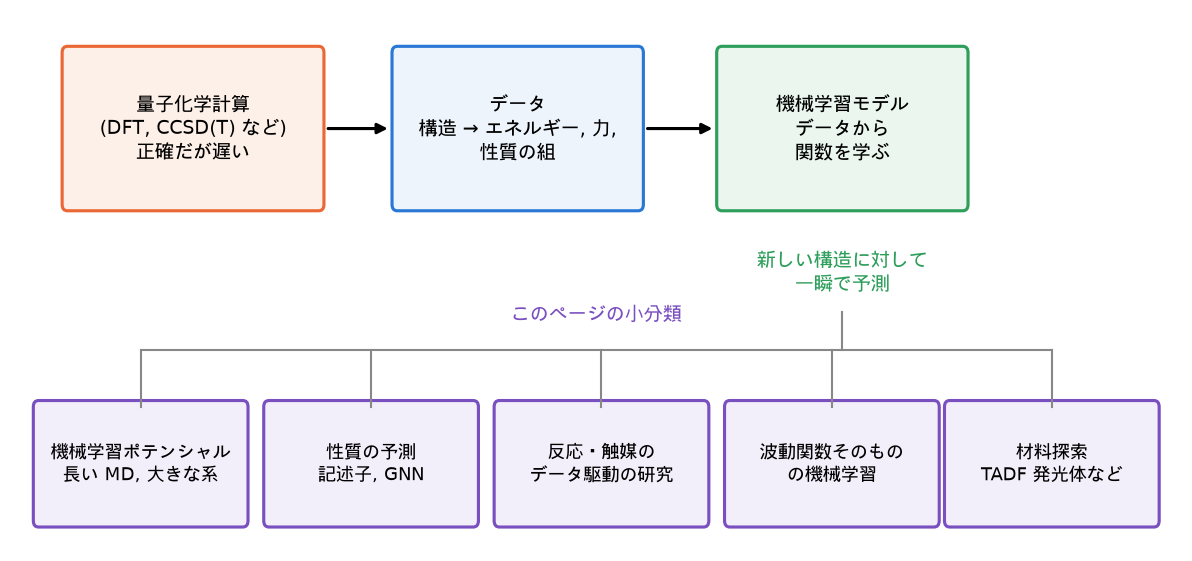 量子化学計算
(DFT, CCSD(T) など)
正確だが遅い
データ
構造 → エネルギー, 力,
性質の組
機械学習モデル
データから
関数を学ぶ
新しい構造に対して
一瞬で予測
このページの小分類
機械学習ポテンシャル
長い MD, 大きな系
性質の予測
記述子, GNN
反応・触媒の
データ駆動の研究
波動関数そのもの
の機械学習
材料探索
TADF 発光体など